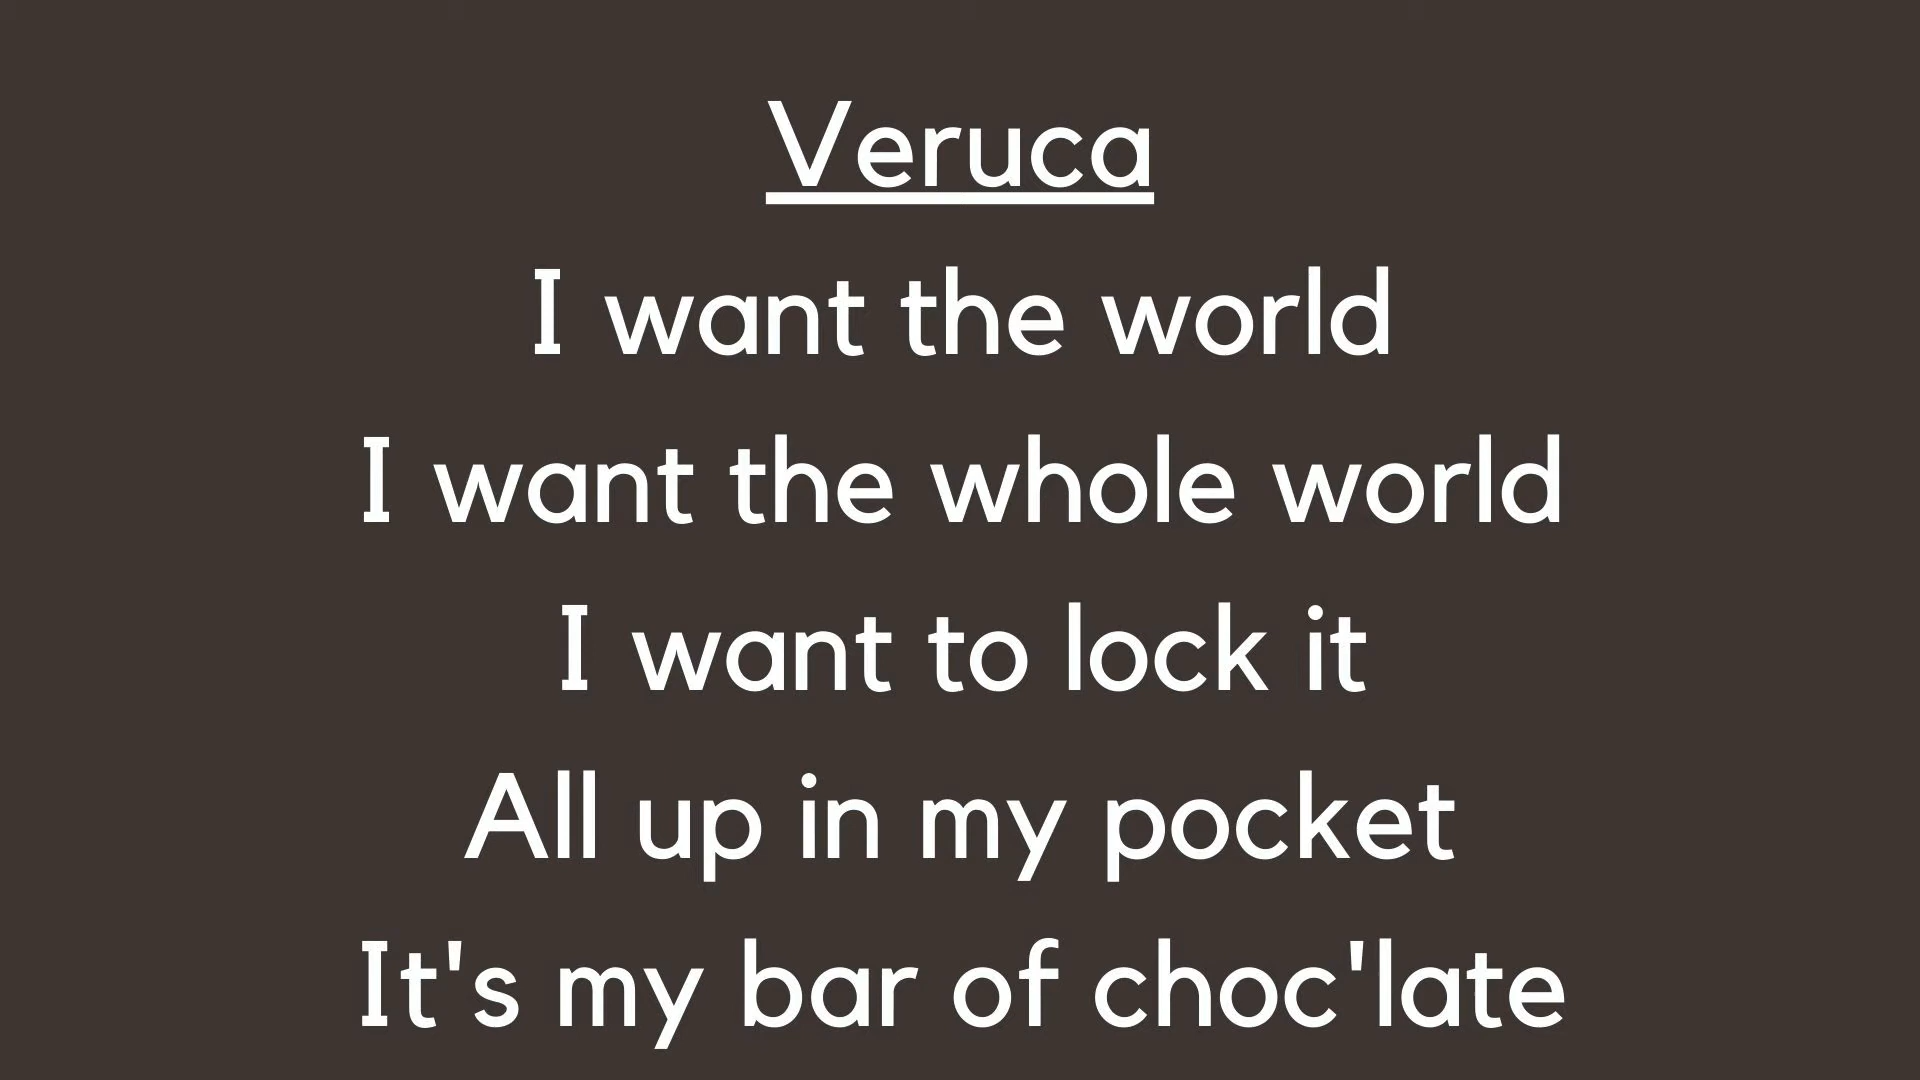 Veruca
I want the world
I want the whole world
I want to lock it
All up in my pocket
It's my bar of choc'late